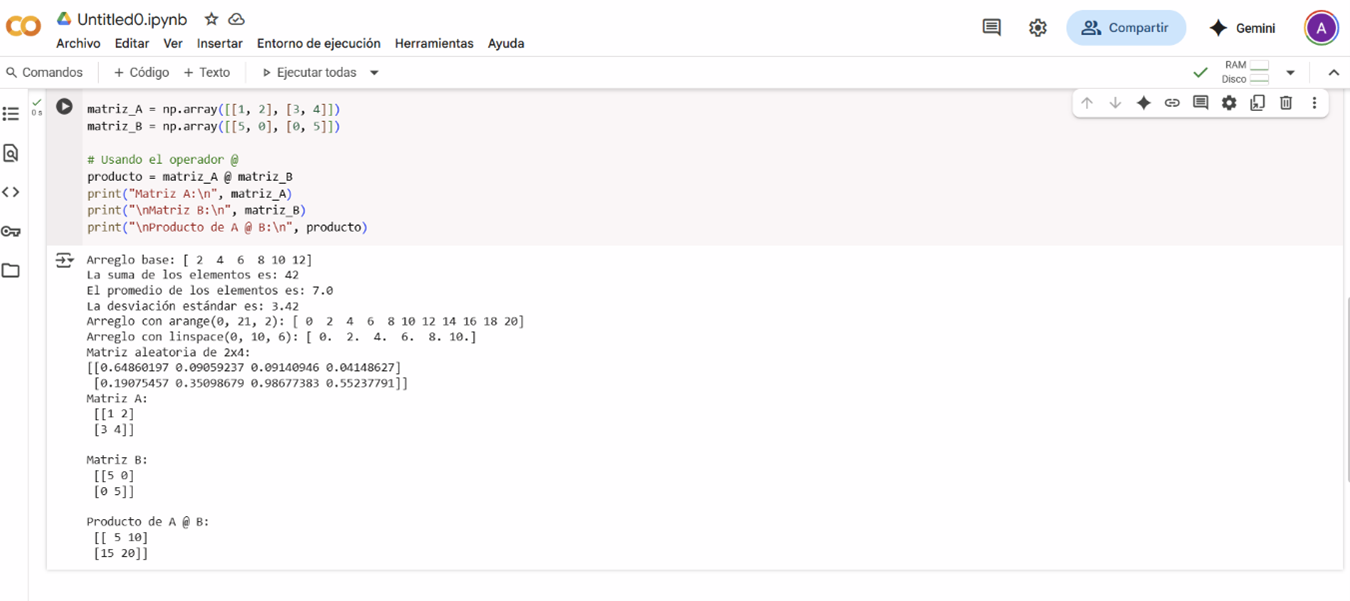 CO Untitled0.ipynb
Archivo Editar Ver Insertar Entorno de ejecución Herramientas Ayuda
Compartir
Gemini
A
Comandos + Código + Texto Ejecutar todas
RAM
Disco
0 s
matriz_A = np.array([[1, 2], [3, 4]])
matriz_B = np.array([[5, 0], [0, 5]])
# Usando el operador @
producto = matriz_A @ matriz_B
print("Matriz A:\n", matriz_A)
print("\nMatriz B:\n", matriz_B)
print("\nProducto de A @ B:\n", producto)
Arreglo base: [ 2  4  6  8 10 12]
La suma de los elementos es: 42
El promedio de los elementos es: 7.0
La desviación estándar es: 3.42
Arreglo con arange(0, 21, 2): [ 0  2  4  6  8 10 12 14 16 18 20]
Arreglo con linspace(0, 10, 6): [ 0.  2.  4.  6.  8. 10.]
Matriz aleatoria de 2x4:
[[0.64860197 0.09059237 0.09140946 0.04148627]
[0.19075457 0.35098679 0.98677383 0.55237791]]
Matriz A:
[[1 2]
[3 4]]
Matriz B:
[[5 0]
[0 5]]
Producto de A @ B:
[[ 5 10]
[15 20]]